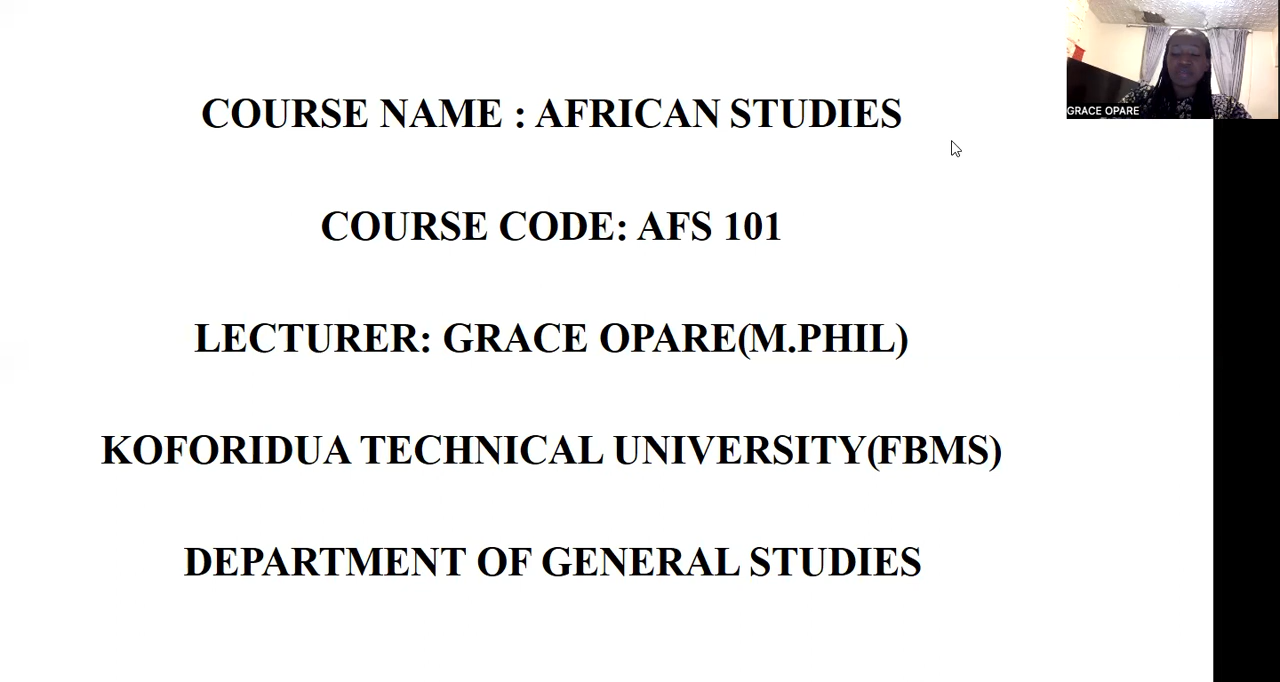 GRACE OPARE
COURSE NAME : AFRICAN STUDIES
COURSE CODE: AFS 101
LECTURER: GRACE OPARE(M.PHIL)
KOFORIDUA TECHNICAL UNIVERSITY(FBMS)
DEPARTMENT OF GENERAL STUDIES